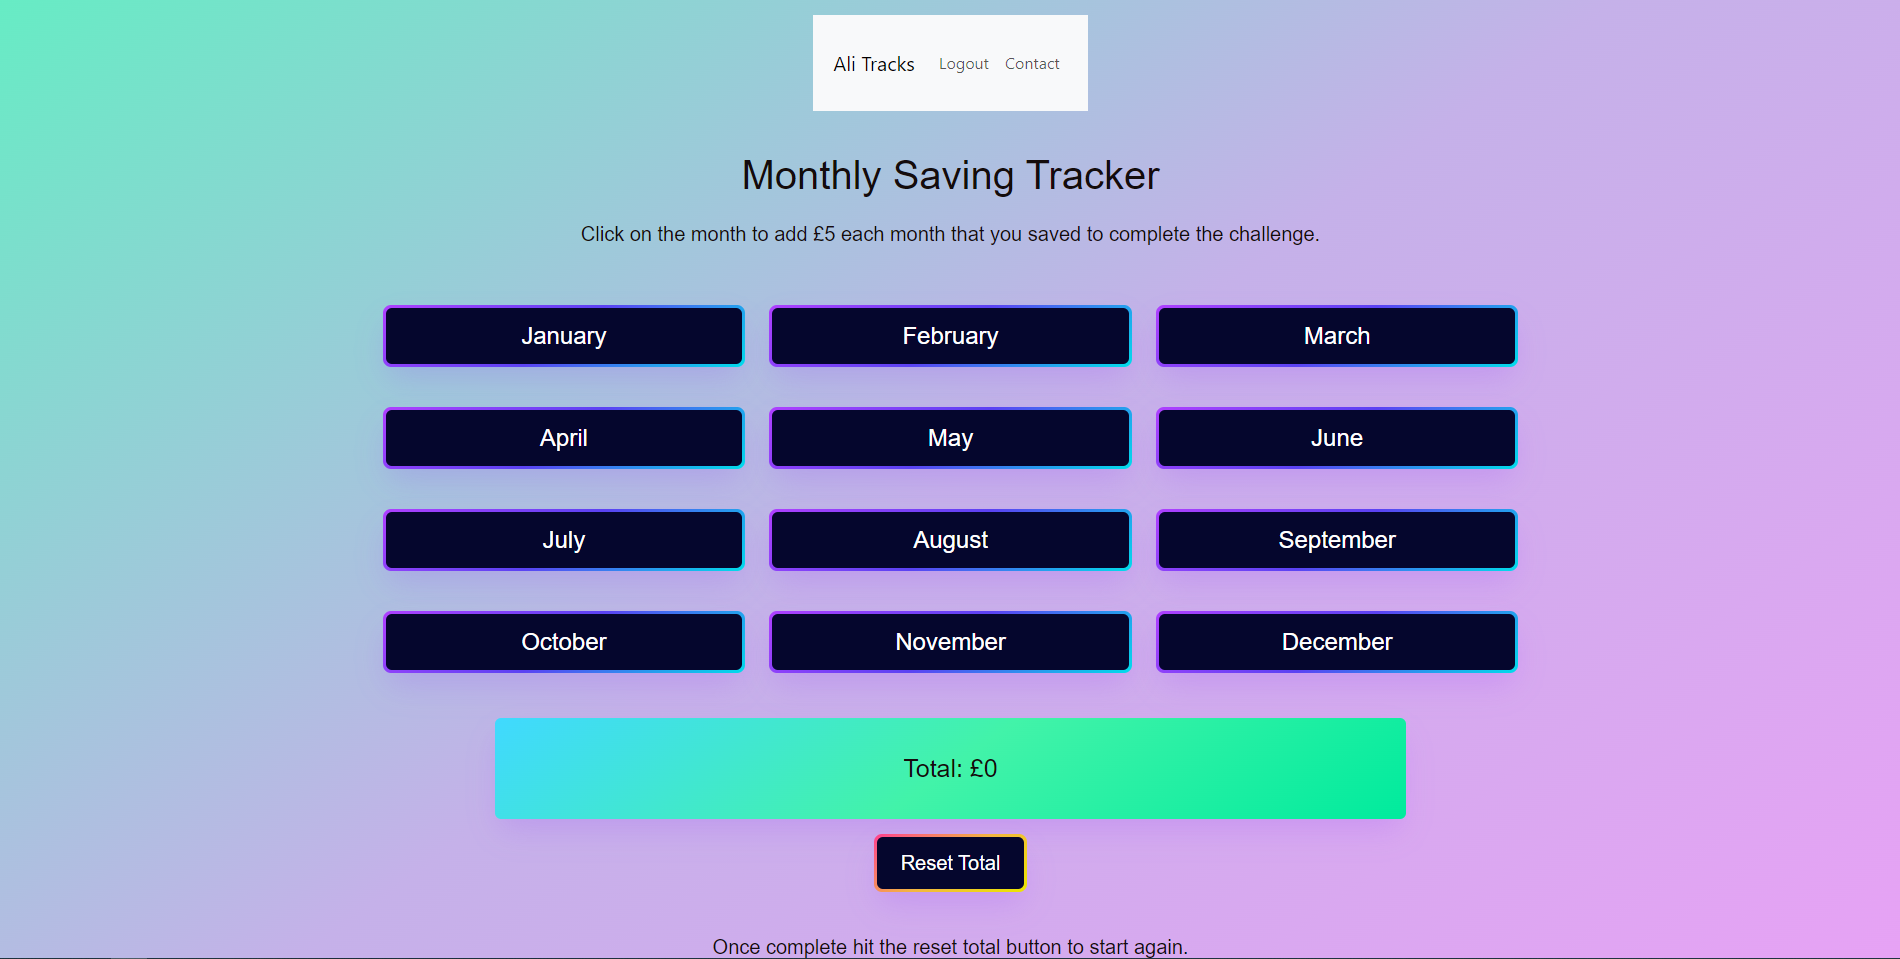 Ali Tracks Logout Contact
Monthly Saving Tracker
Click on the month to add £5 each month that you saved to complete the challenge.
January February March
April May June
July August September
October November December
Total: £0
Reset Total
Once complete hit the reset total button to start again.